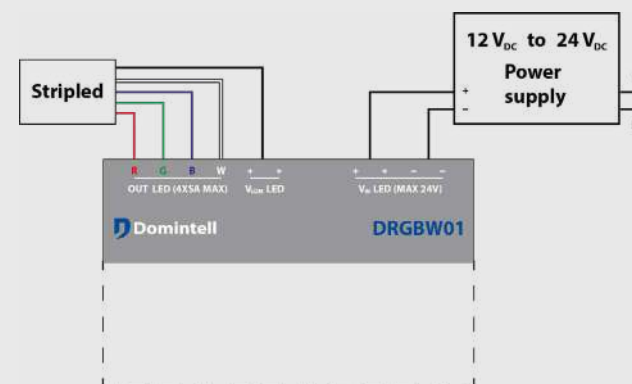 12 VDC to 24 VDC
Power
supply
+
-
Stripled
R G B W + + + + - -
OUT LED (4X5A MAX) VCOM LED VIN LED (MAX 24V)
Domintell DRGBW01